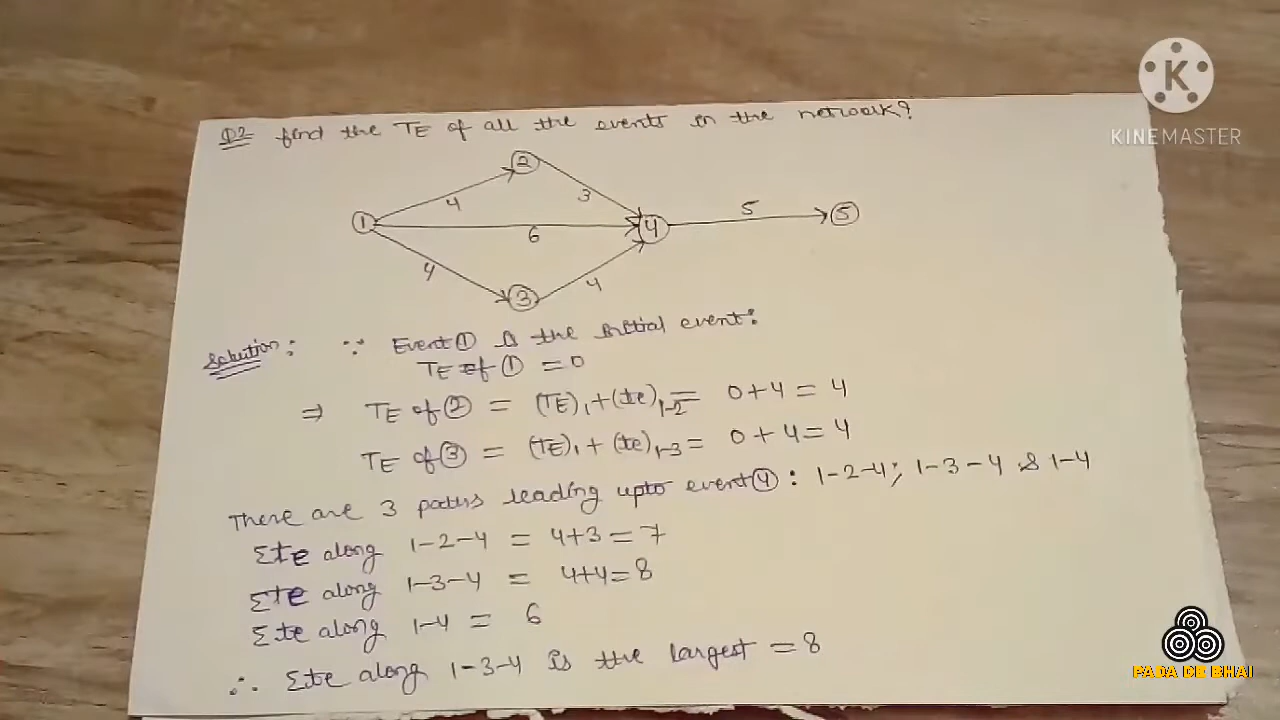 Q2 find the TE of all the events in the network?
2
4 3
1 6 4 5 5
4 4
3
Solution: ∵ Event ① is the initial event:
TE of ① = 0
⇒ TE of ② = (TE)₁ + (te)₁₋₂ = 0 + 4 = 4
TE of ③ = (TE)₁ + (te)₁₋₃ = 0 + 4 = 4
There are 3 paths leading upto event ④ : 1-2-4; 1-3-4 & 1-4
Σte along 1-2-4 = 4+3 = 7
Σte along 1-3-4 = 4+4 = 8
Σte along 1-4 = 6
∴ Σte along 1-3-4 is the largest = 8
K
KINEMASTER
PADA DE BHAI